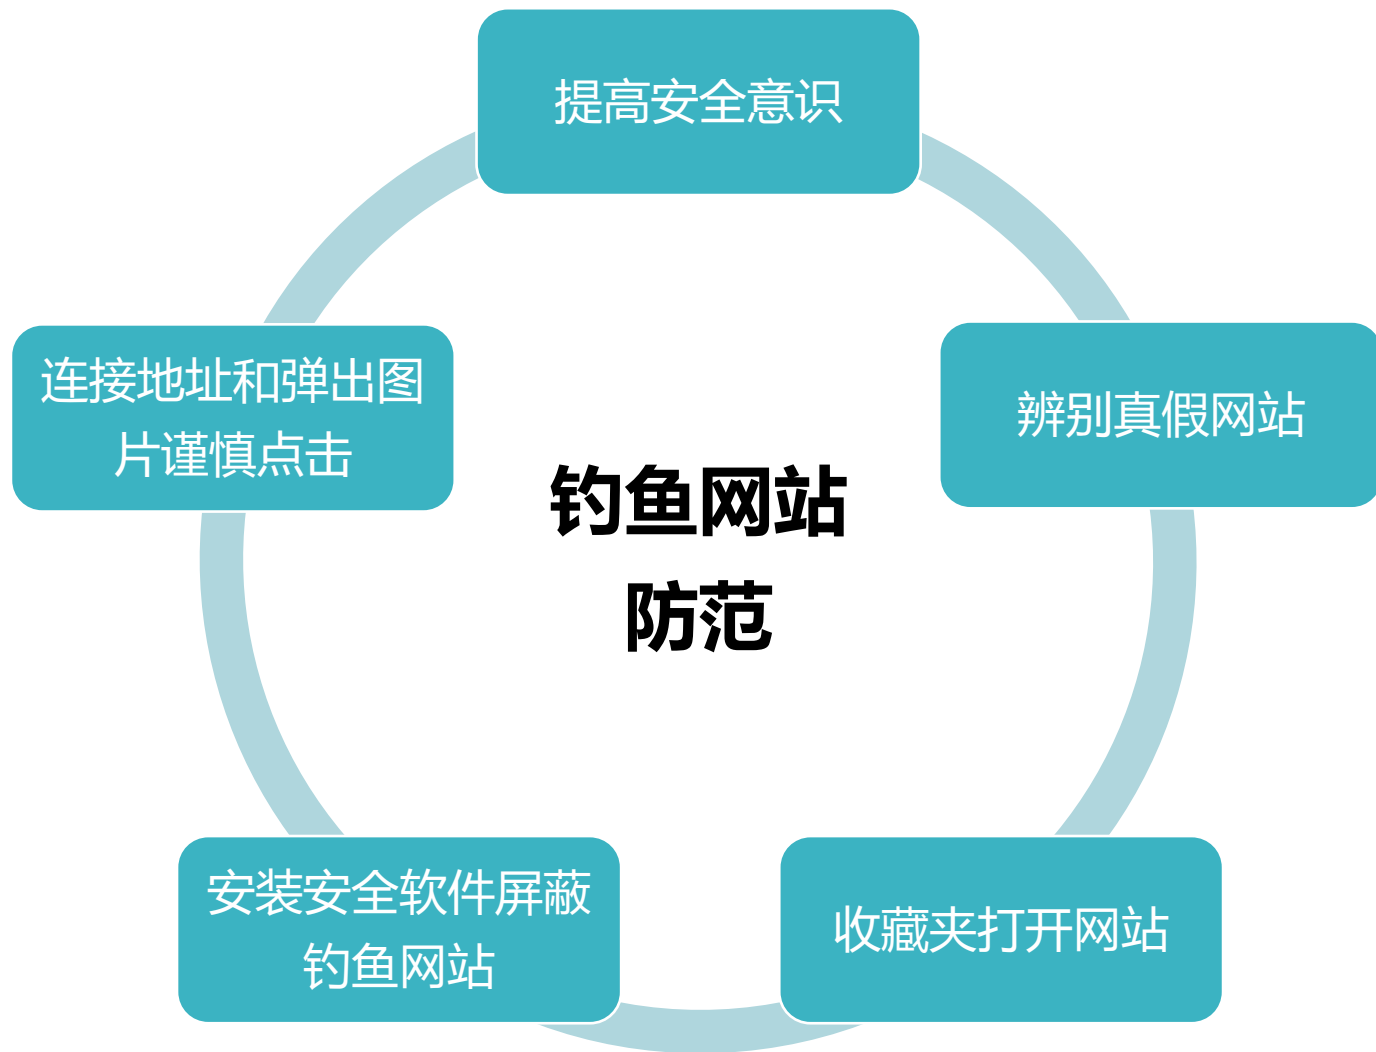 提高安全意识
连接地址和弹出图
片谨慎点击
辨别真假网站
钓鱼网站
防范
安装安全软件屏蔽
钓鱼网站
收藏夹打开网站